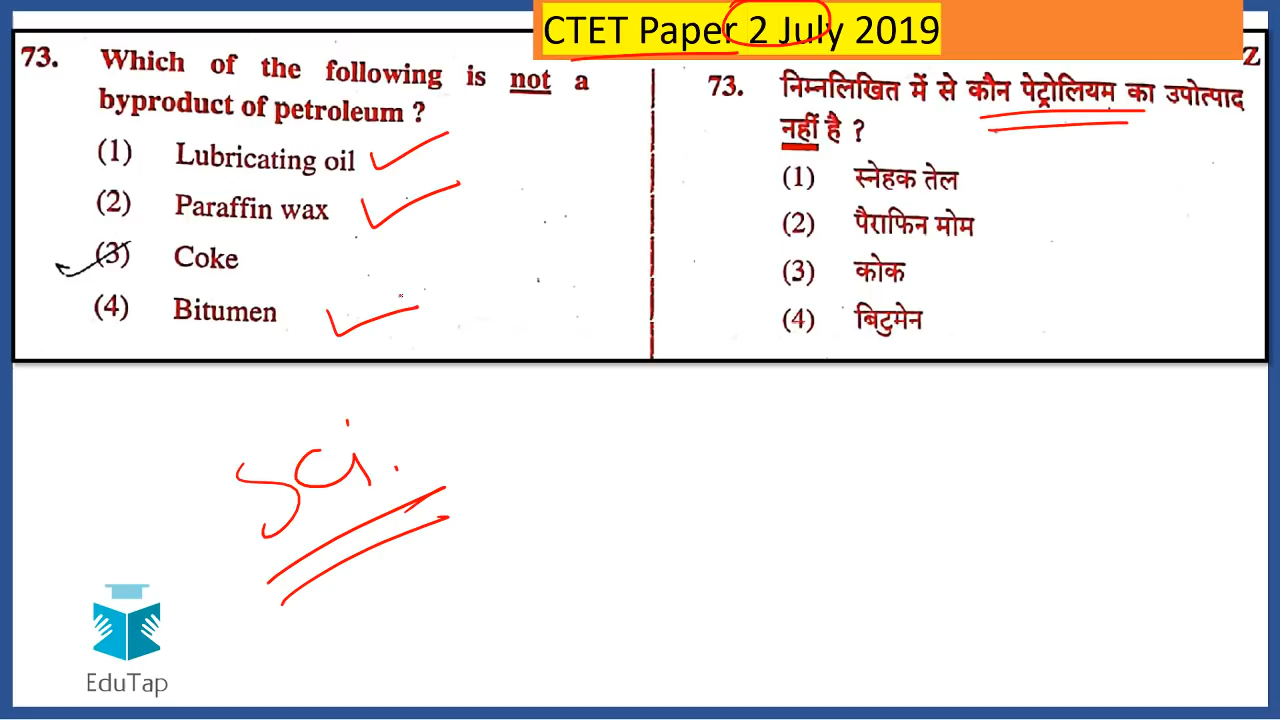 CTET Paper 2 July 2019
Z
73. Which of the following is not a
byproduct of petroleum ?
(1) Lubricating oil
(2) Paraffin wax
(3) Coke
(4) Bitumen
73. निम्नलिखित में से कौन पेट्रोलियम का उपोत्पाद
नहीं है ?
(1) स्नेहक तेल
(2) पैराफिन मोम
(3) कोक
(4) बिटुमेन
sci.
EduTap